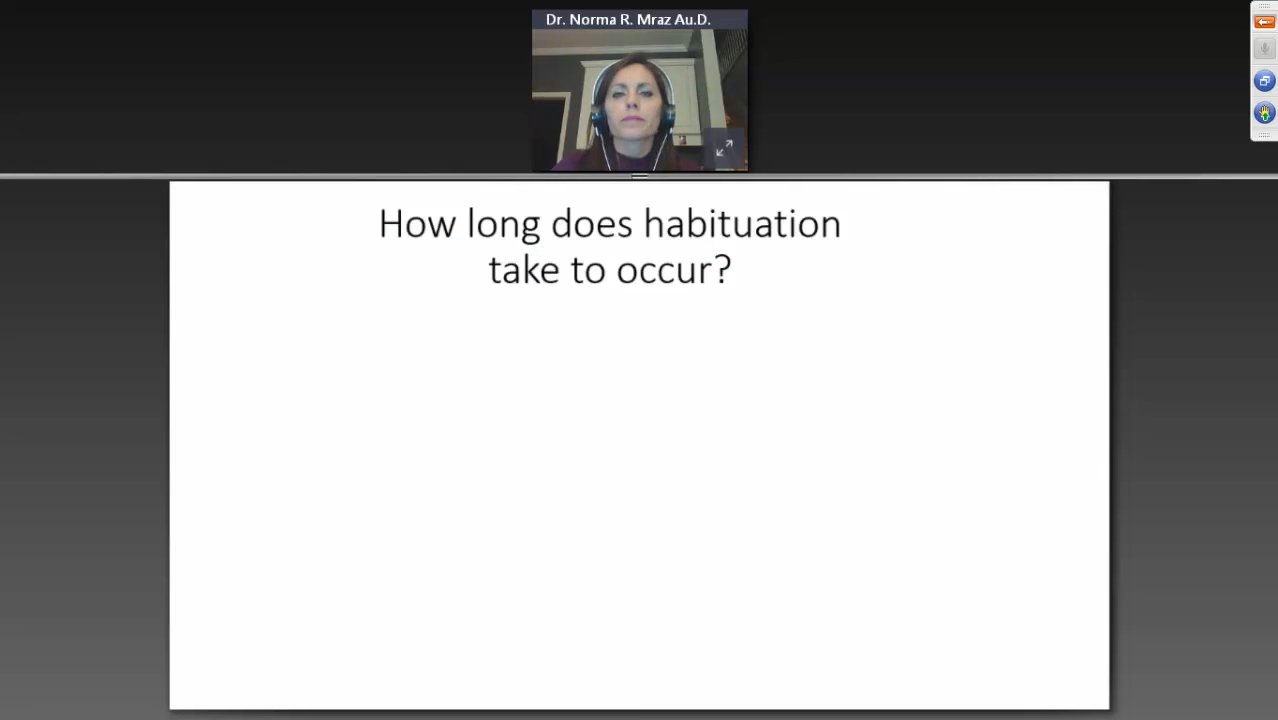 Dr. Norma R. Mraz Au.D.
How long does habituation
take to occur?